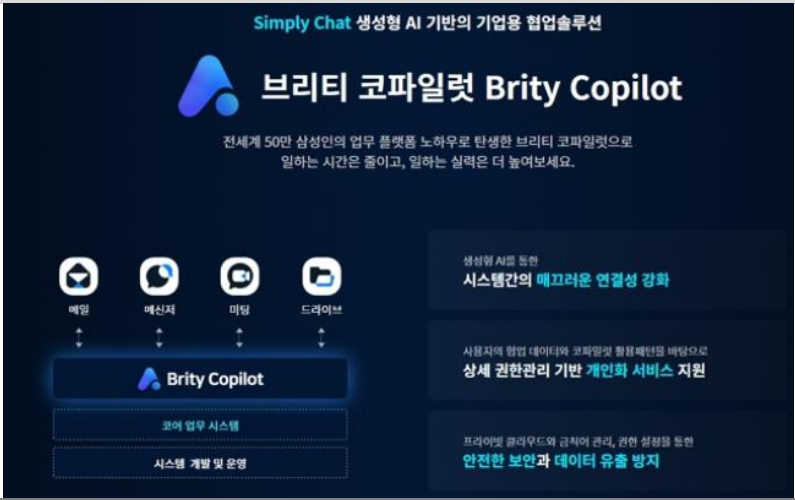 Simply Chat 생성형 AI 기반의 기업용 협업솔루션
브리티 코파일럿 Brity Copilot
전세계 50만 삼성인의 업무 플랫폼 노하우로 탄생한 브리티 코파일럿으로
일하는 시간은 줄이고, 일하는 실력은 더 높여보세요.
메일
메신저
미팅
드라이브
Brity Copilot
코어 업무 시스템
시스템 개발 및 운영
생성형 AI를 통한
시스템간의 매끄러운 연결성 강화
사용자의 협업 데이터와 코파일럿 활용패턴을 바탕으로
상세 권한관리 기반 개인화 서비스 지원
프라이빗 클라우드와 금칙어 관리, 권한 설정을 통한
안전한 보안과 데이터 유출 방지